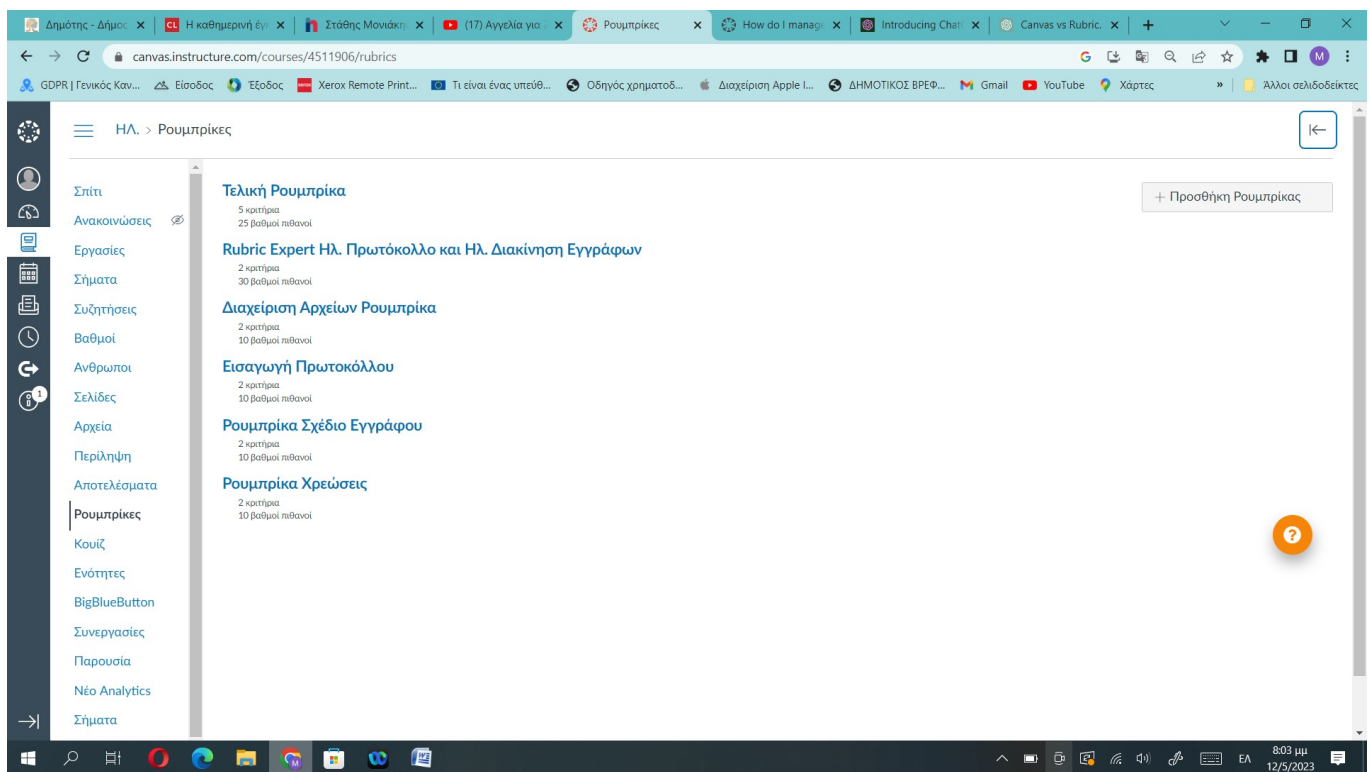 Δημότης - Δήμος
CL Η καθημερινή έγ
Στάθης Μονιάκη
(17) Αγγελία για
Ρουμπρίκες
How do I manage
Introducing Chat
Canvas vs Rubric.
canvas.instructure.com/courses/4511906/rubrics
M
GDPR | Γενικός Καν...
Είσοδος
Έξοδος
Xerox Remote Print...
Τι είναι ένας υπεύθ...
Οδηγός χρηματοδ...
Διαχείριση Apple I...
ΔΗΜΟΤΙΚΟΣ ΒΡΕΦ...
Gmail
YouTube
Χάρτες
»
Άλλοι σελιδοδείκτες
ΗΛ. > Ρουμπρίκες
Σπίτι
Ανακοινώσεις
Εργασίες
Σήματα
Συζητήσεις
Βαθμοί
Ανθρωποι
Σελίδες
Αρχεία
Περίληψη
Αποτελέσματα
Ρουμπρίκες
Κουίζ
Ενότητες
BigBlueButton
Συνεργασίες
Παρουσία
Νέο Analytics
Σήματα
1
Τελική Ρουμπρίκα
5 κριτήρια
25 βαθμοί πιθανοί
Rubric Expert Ηλ. Πρωτόκολλο και Ηλ. Διακίνηση Εγγράφων
2 κριτήρια
30 βαθμοί πιθανοί
Διαχείριση Αρχείων Ρουμπρίκα
2 κριτήρια
10 βαθμοί πιθανοί
Εισαγωγή Πρωτοκόλλου
2 κριτήρια
10 βαθμοί πιθανοί
Ρουμπρίκα Σχέδιο Εγγράφου
2 κριτήρια
10 βαθμοί πιθανοί
Ρουμπρίκα Χρεώσεις
2 κριτήρια
10 βαθμοί πιθανοί
+ Προσθήκη Ρουμπρίκας
?
ΕΛ
8:03 μμ
12/5/2023